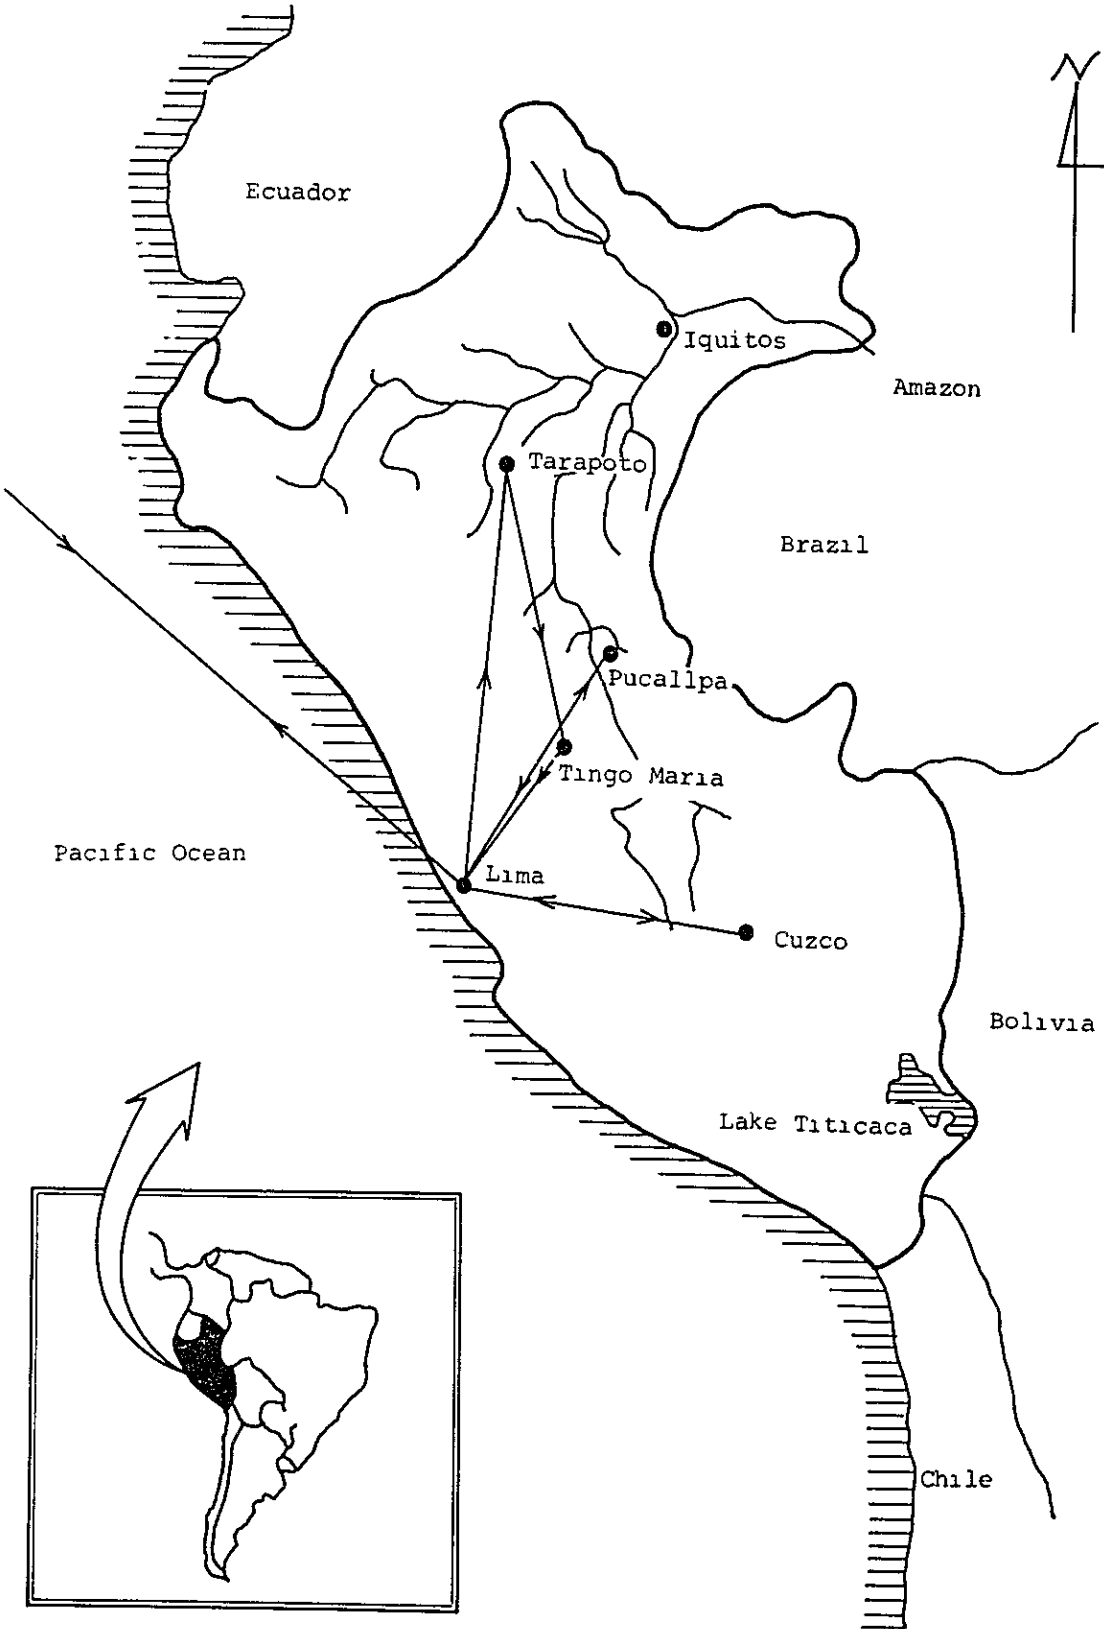 N
Ecuador
Iquitos
Amazon
Tarapoto
Brazil
Pucallpa
Tingo Maria
Pacific Ocean
Lima
Cuzco
Bolivia
Lake Titicaca
Chile